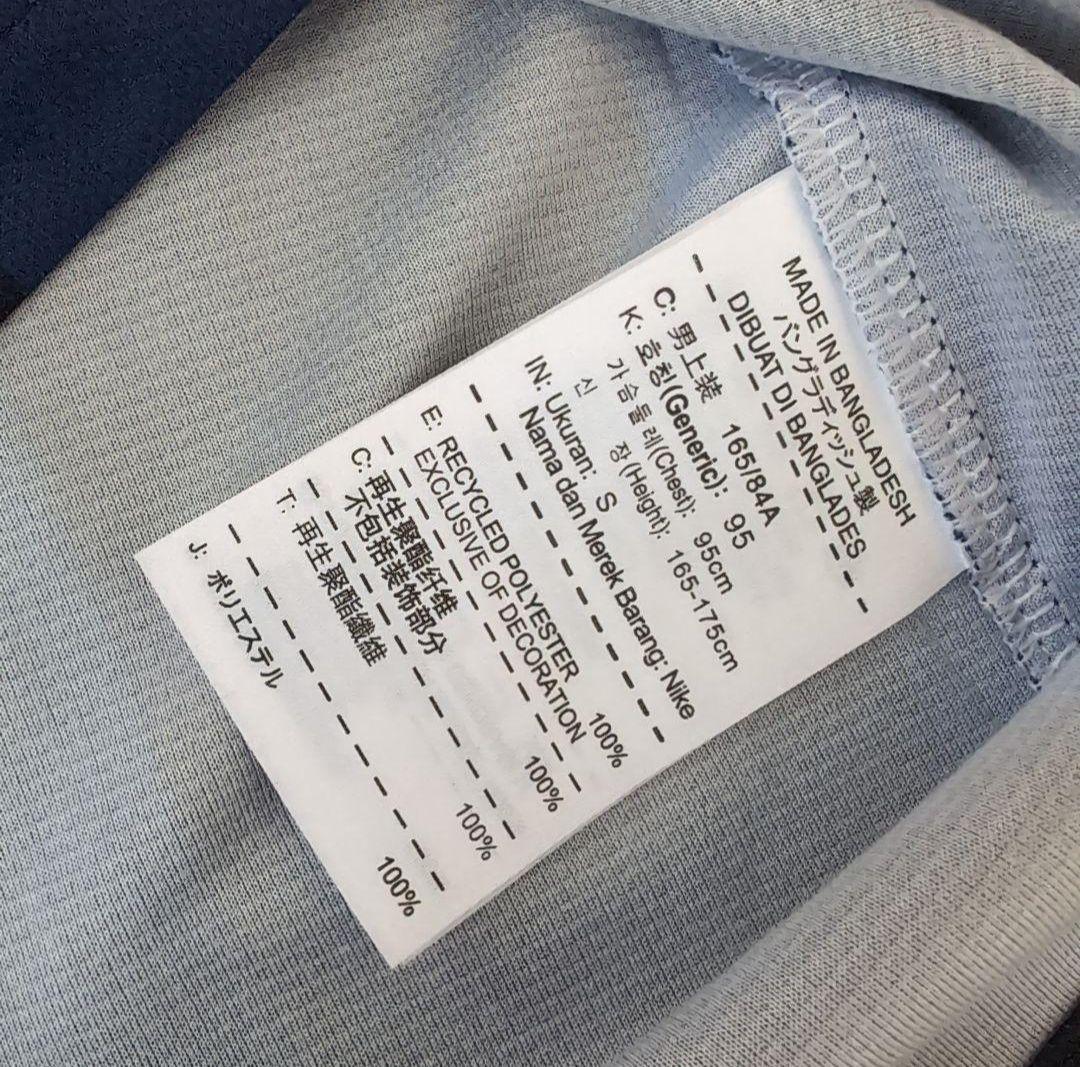 MADE IN BANGLADESH
バングラディッシュ製
DIBUAT DI BANGLADES
C: 男上装 165/84A
K: 호칭(Generic): 95
가슴둘레(Chest): 95cm
신 장(Height): 165-175cm
IN: Ukuran: S
Nama dan Merek Barang: Nike
E: RECYCLED POLYESTER 100%
EXCLUSIVE OF DECORATION
C: 再生聚酯纤维 100%
不包括装饰部分
T: 再生聚酯纖維 100%
J: ポリエステル 100%